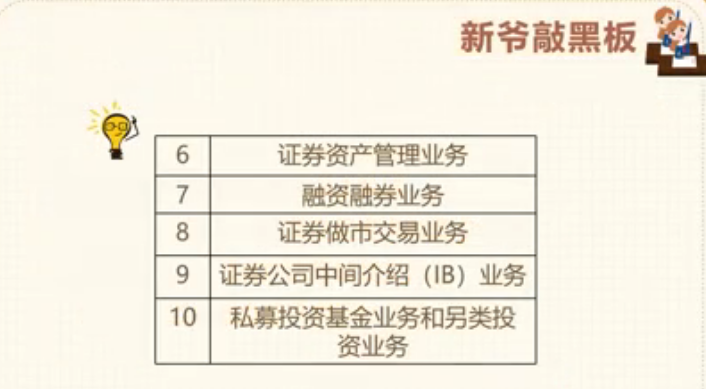 新爷敲黑板
6 证券资产管理业务
7 融资融券业务
8 证券做市交易业务
9 证券公司中间介绍（IB）业务
10 私募投资基金业务和另类投
资业务